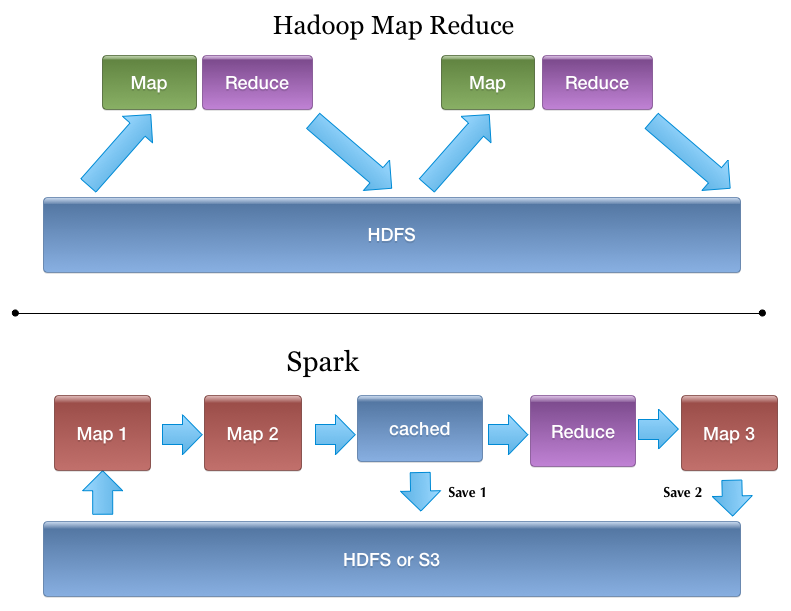 Hadoop Map Reduce
Map
Reduce
Map
Reduce
HDFS
Spark
Map 1
Map 2
cached
Reduce
Map 3
Save 1
Save 2
HDFS or S3